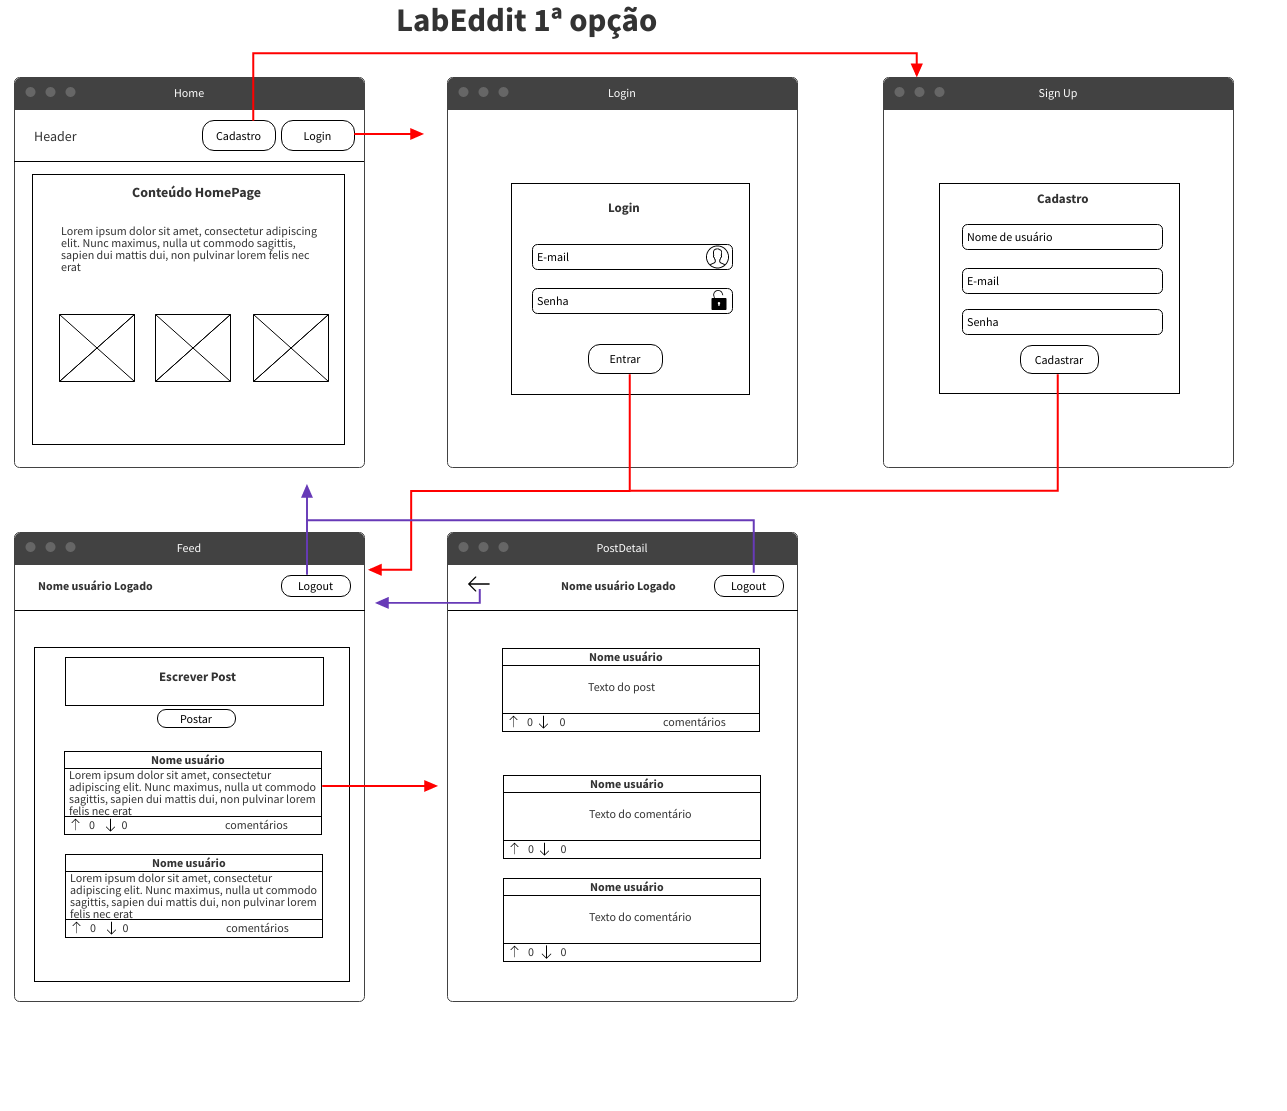 LabEddit 1ª opção
Home
Header
Cadastro
Login
Conteúdo HomePage
Lorem ipsum dolor sit amet, consectetur adipiscing
elit. Nunc maximus, nulla ut commodo sagittis,
sapien dui mattis dui, non pulvinar lorem felis nec
erat
Login
Login
E-mail
Senha
Entrar
Sign Up
Cadastro
Nome de usuário
E-mail
Senha
Cadastrar
Feed
Nome usuário Logado
Logout
Escrever Post
Postar
Nome usuário
Lorem ipsum dolor sit amet, consectetur
adipiscing elit. Nunc maximus, nulla ut commodo
sagittis, sapien dui mattis dui, non pulvinar lorem
felis nec erat
0 0 comentários
Nome usuário
Lorem ipsum dolor sit amet, consectetur
adipiscing elit. Nunc maximus, nulla ut commodo
sagittis, sapien dui mattis dui, non pulvinar lorem
felis nec erat
0 0 comentários
PostDetail
Nome usuário Logado
Logout
Nome usuário
Texto do post
0 0 comentários
Nome usuário
Texto do comentário
0 0
Nome usuário
Texto do comentário
0 0